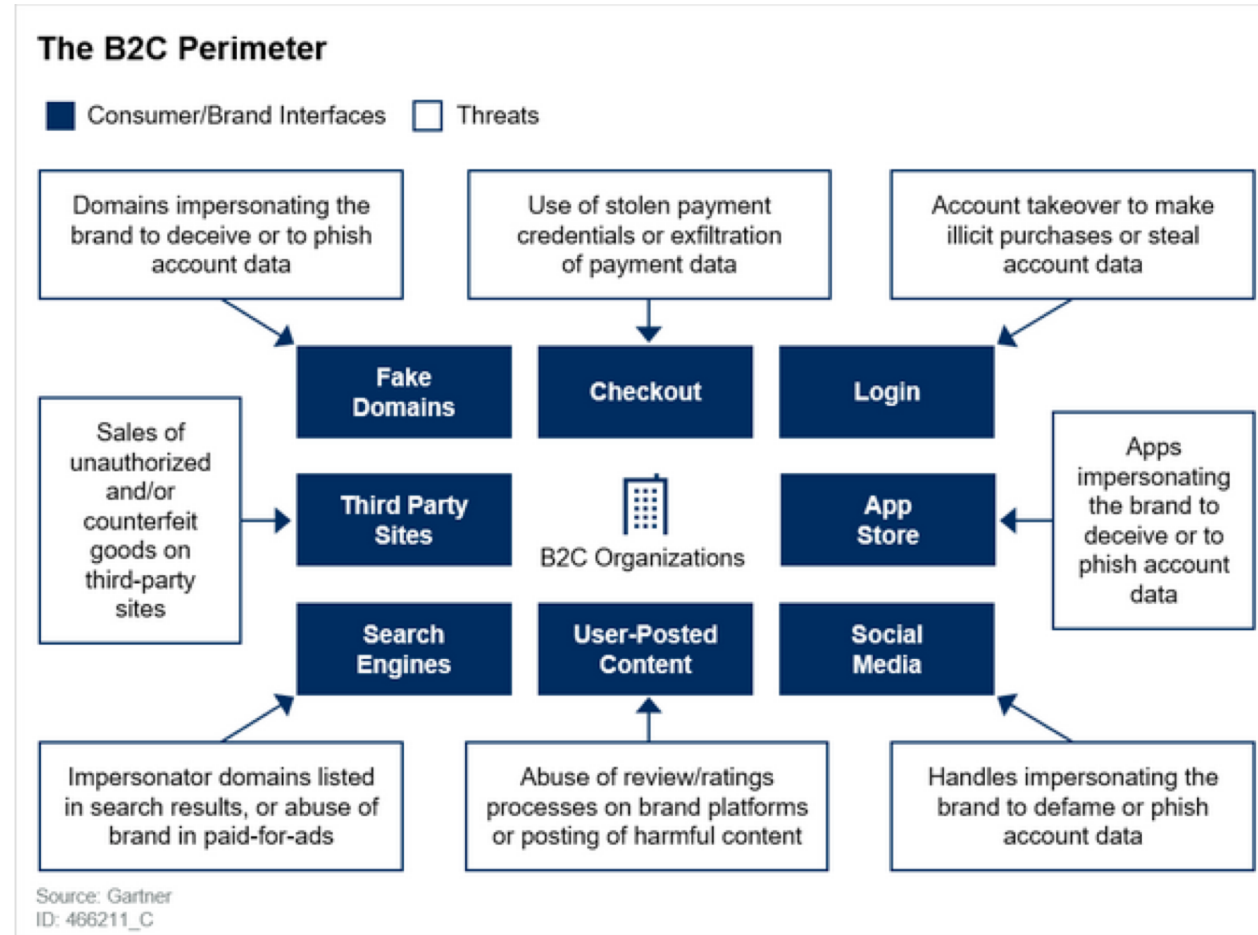 The B2C Perimeter
Consumer/Brand Interfaces
Threats
Domains impersonating the
brand to deceive or to phish
account data
Use of stolen payment
credentials or exfiltration
of payment data
Account takeover to make
illicit purchases or steal
account data
Fake
Domains
Checkout
Login
Sales of
unauthorized
and/or
counterfeit
goods on
third-party
sites
Third Party
Sites
B2C Organizations
App
Store
Apps
impersonating
the brand to
deceive or to
phish account
data
Search
Engines
User-Posted
Content
Social
Media
Impersonator domains listed
in search results, or abuse of
brand in paid-for-ads
Abuse of review/ratings
processes on brand platforms
or posting of harmful content
Handles impersonating the
brand to defame or phish
account data
Source: Gartner
ID: 466211_C